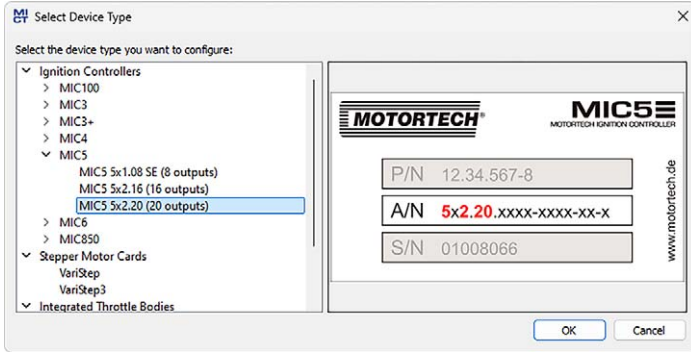 MICT Select Device Type
Select the device type you want to configure:
Ignition Controllers
MIC100
MIC3
MIC3+
MIC4
MIC5
MIC5 5x1.08 SE (8 outputs)
MIC5 5x2.16 (16 outputs)
MIC5 5x2.20 (20 outputs)
MIC6
MIC850
Stepper Motor Cards
VariStep
VariStep3
Integrated Throttle Bodies
MOTORTECH®
MIC5
MOTORTECH IGNITION CONTROLLER
P/N 12.34.567-8
A/N 5x2.20.xxxx-xxxx-xx-x
S/N 01008066
www.motortech.de
OK Cancel